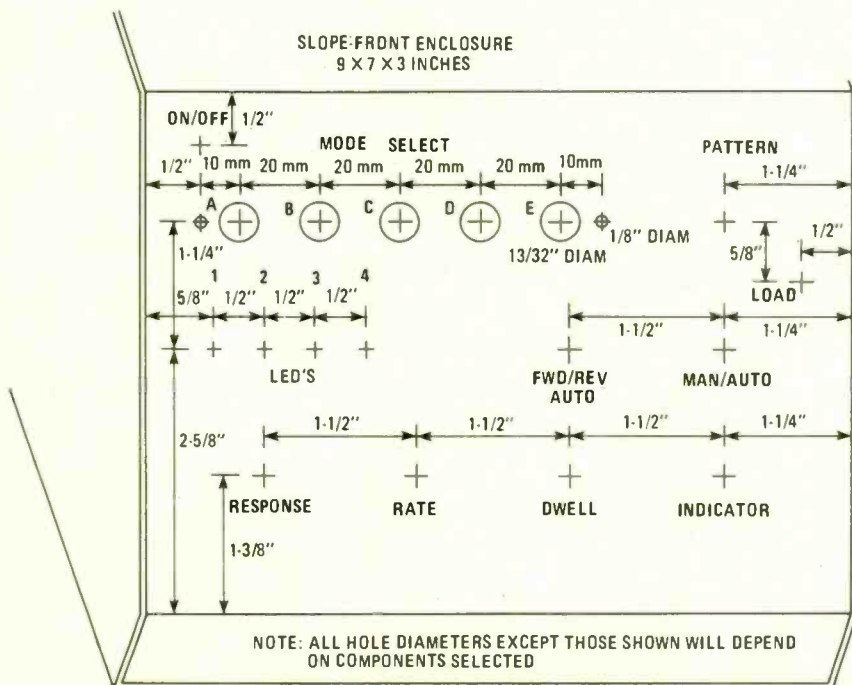 SLOPE-FRONT ENCLOSURE
9 X 7 X 3 INCHES
ON/OFF
1/2"
MODE SELECT
PATTERN
1/2"
10 mm
20 mm
20 mm
20 mm
20 mm
10mm
1-1/4"
A
B
C
D
E
1/8" DIAM
13/32" DIAM
5/8"
1/2"
1-1/4"
LOAD
1
2
3
4
5/8"
1/2"
1/2"
1/2"
1-1/2"
1-1/4"
LED'S
FWD/REV
AUTO
MAN/AUTO
2-5/8"
1-1/2"
1-1/2"
1-1/2"
1-1/4"
RESPONSE
RATE
DWELL
INDICATOR
1-3/8"
NOTE: ALL HOLE DIAMETERS EXCEPT THOSE SHOWN WILL DEPEND
ON COMPONENTS SELECTED